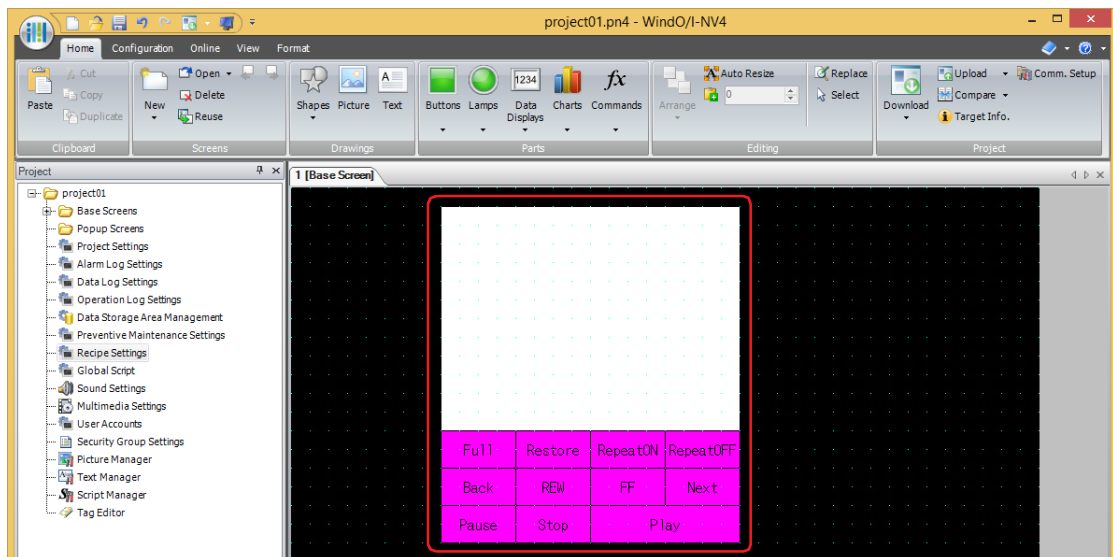 project01.pn4 - WindO/I-NV4
Home Configuration Online View Format
Cut
Copy
Duplicate
Paste
Clipboard
New
Open
Delete
Reuse
Screens
Shapes Picture Text
Drawings
Buttons Lamps Data Displays Charts Commands
1234
fx
Parts
Arrange
Auto Resize
0
Replace
Select
Editing
Download
Upload
Compare
Target Info.
Comm. Setup
Project
Project
1 [Base Screen]
project01
Base Screens
Popup Screens
Project Settings
Alarm Log Settings
Data Log Settings
Operation Log Settings
Data Storage Area Management
Preventive Maintenance Settings
Recipe Settings
Global Script
Sound Settings
Multimedia Settings
User Accounts
Security Group Settings
Picture Manager
Text Manager
Script Manager
Tag Editor
Full Restore RepeatON RepeatOFF
Back REW FF Next
Pause Stop Play